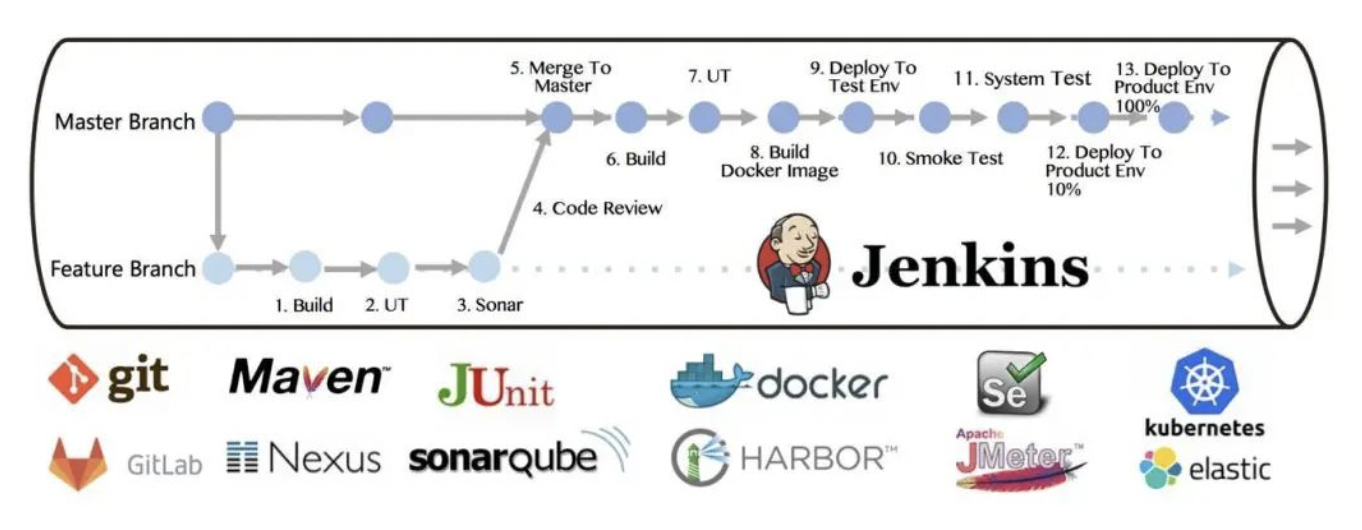 5. Merge To
Master
7. UT
9. Deploy To
Test Env
11. System Test
13. Deploy To
Product Env
100%
Master Branch
6. Build
8. Build
Docker Image
10. Smoke Test
12. Deploy To
Product Env
10%
4. Code Review
Feature Branch
1. Build
2. UT
3. Sonar
Jenkins
git
Maven™
JUnit
docker
Se
kubernetes
GitLab
Nexus
sonarqube
HARBOR™
Apache
JMeter™
elastic